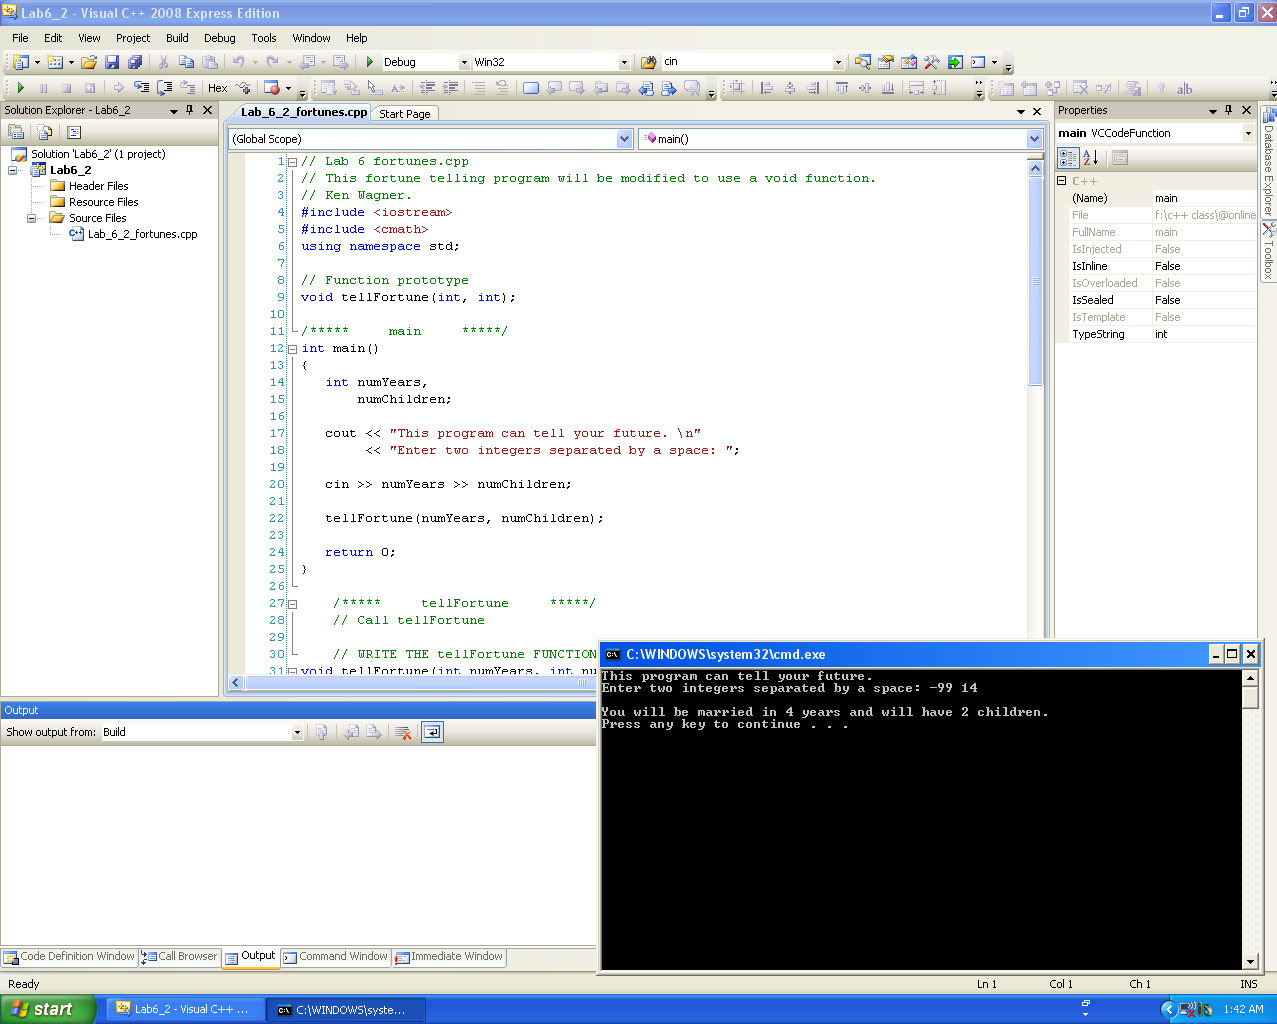 Lab6_2 - Visual C++ 2008 Express Edition
File Edit View Project Build Debug Tools Window Help
Debug Win32 cin
Hex
Solution Explorer - Lab6_2
Solution 'Lab6_2' (1 project)
Lab6_2
Header Files
Resource Files
Source Files
Lab_6_2_fortunes.cpp
Lab_6_2_fortunes.cpp Start Page
(Global Scope) main()
1 // Lab 6 fortunes.cpp
2 // This fortune telling program will be modified to use a void function.
3 // Ken Wagner.
4 #include <iostream>
5 #include <cmath>
6 using namespace std;
7
8 // Function prototype
9 void tellFortune(int, int);
10
11 /***** main *****/
12 int main()
13 {
14 int numYears,
15 numChildren;
16
17 cout << "This program can tell your future. \n"
18 << "Enter two integers separated by a space: ";
19
20 cin >> numYears >> numChildren;
21
22 tellFortune(numYears, numChildren);
23
24 return 0;
25 }
26
27 /***** tellFortune *****/
28 // Call tellFortune
29
30 // WRITE THE tellFortune FUNCTION
31 void tellFortune(int numYears, int nu
Properties
main VCCodeFunction
C++
(Name) main
File f:\c++ class\@online
FullName main
IsInjected False
IsInline False
IsOverloaded False
IsSealed False
IsTemplate False
TypeString int
Database Explorer
Toolbox
Output
Show output from: Build
C:\WINDOWS\system32\cmd.exe
This program can tell your future.
Enter two integers separated by a space: -99 14
You will be married in 4 years and will have 2 children.
Press any key to continue . . .
Code Definition Window Call Browser Output Command Window Immediate Window
Ready Ln 1 Col 1 Ch 1 INS
start Lab6_2 - Visual C++ ... C:\WINDOWS\syste... 1:42 AM